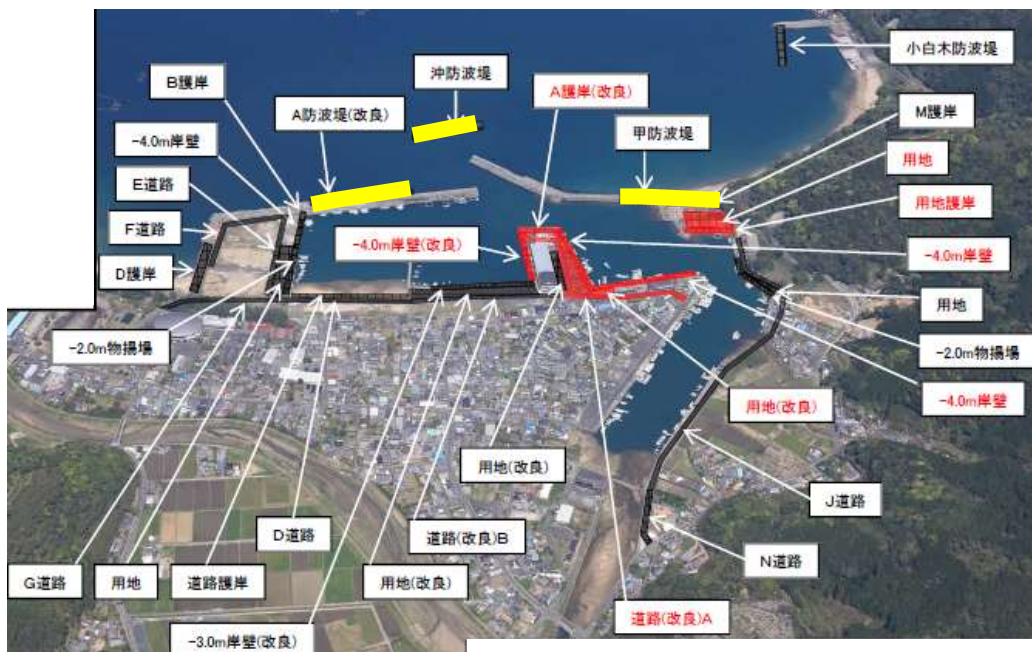 小白木防波堤
沖防波堤
B護岸
A護岸(改良)
A防波堤(改良)
M護岸
甲防波堤
-4.0m岸壁
用地
E道路
用地護岸
F道路
-4.0m岸壁(改良)
-4.0m岸壁
D護岸
用地
-2.0m物揚場
-2.0m物揚場
-4.0m岸壁
用地(改良)
用地(改良)
J道路
D道路
道路(改良)B
N道路
G道路
用地
道路護岸
用地(改良)
道路(改良)A
-3.0m岸壁(改良)